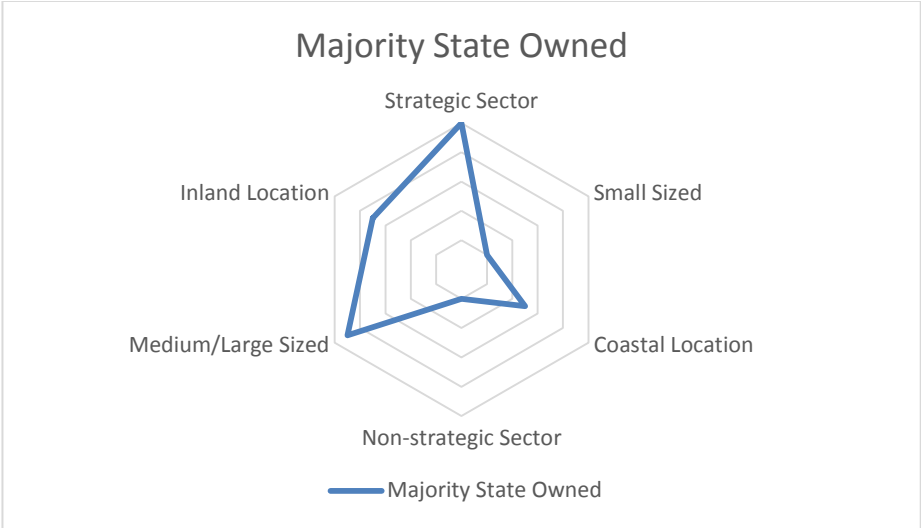 Majority State Owned
Strategic Sector
Inland Location
Small Sized
Medium/Large Sized
Coastal Location
Non-strategic Sector
Majority State Owned